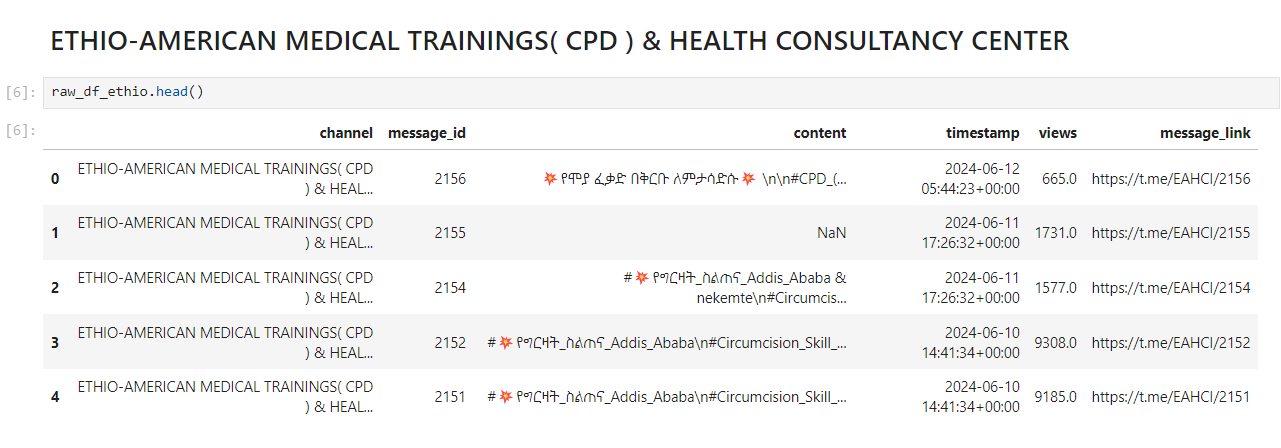 ETHIO-AMERICAN MEDICAL TRAININGS( CPD ) & HEALTH CONSULTANCY CENTER
[6]: raw_df_ethio.head()
[6]:
channel message_id content timestamp views message_link
0 ETHIO-AMERICAN MEDICAL TRAININGS( CPD ) & HEAL... 2156 💥 የሞያ ፈቃድ በቅርቡ ለምታሳድሱ 💥 \n\n#CPD_(... 2024-06-12 05:44:23+00:00 665.0 https://t.me/EAHCI/2156
1 ETHIO-AMERICAN MEDICAL TRAININGS( CPD ) & HEAL... 2155 NaN 2024-06-11 17:26:32+00:00 1731.0 https://t.me/EAHCI/2155
2 ETHIO-AMERICAN MEDICAL TRAININGS( CPD ) & HEAL... 2154 #💥የግርዛት_ስልጠና_Addis_Ababa & nekemte\n#Circumcis... 2024-06-11 17:26:32+00:00 1577.0 https://t.me/EAHCI/2154
3 ETHIO-AMERICAN MEDICAL TRAININGS( CPD ) & HEAL... 2152 #💥የግርዛት_ስልጠና_Addis_Ababa\n#Circumcision_Skill_... 2024-06-10 14:41:34+00:00 9308.0 https://t.me/EAHCI/2152
4 ETHIO-AMERICAN MEDICAL TRAININGS( CPD ) & HEAL... 2151 #💥የግርዛት_ስልጠና_Addis_Ababa\n#Circumcision_Skill_... 2024-06-10 14:41:34+00:00 9185.0 https://t.me/EAHCI/2151